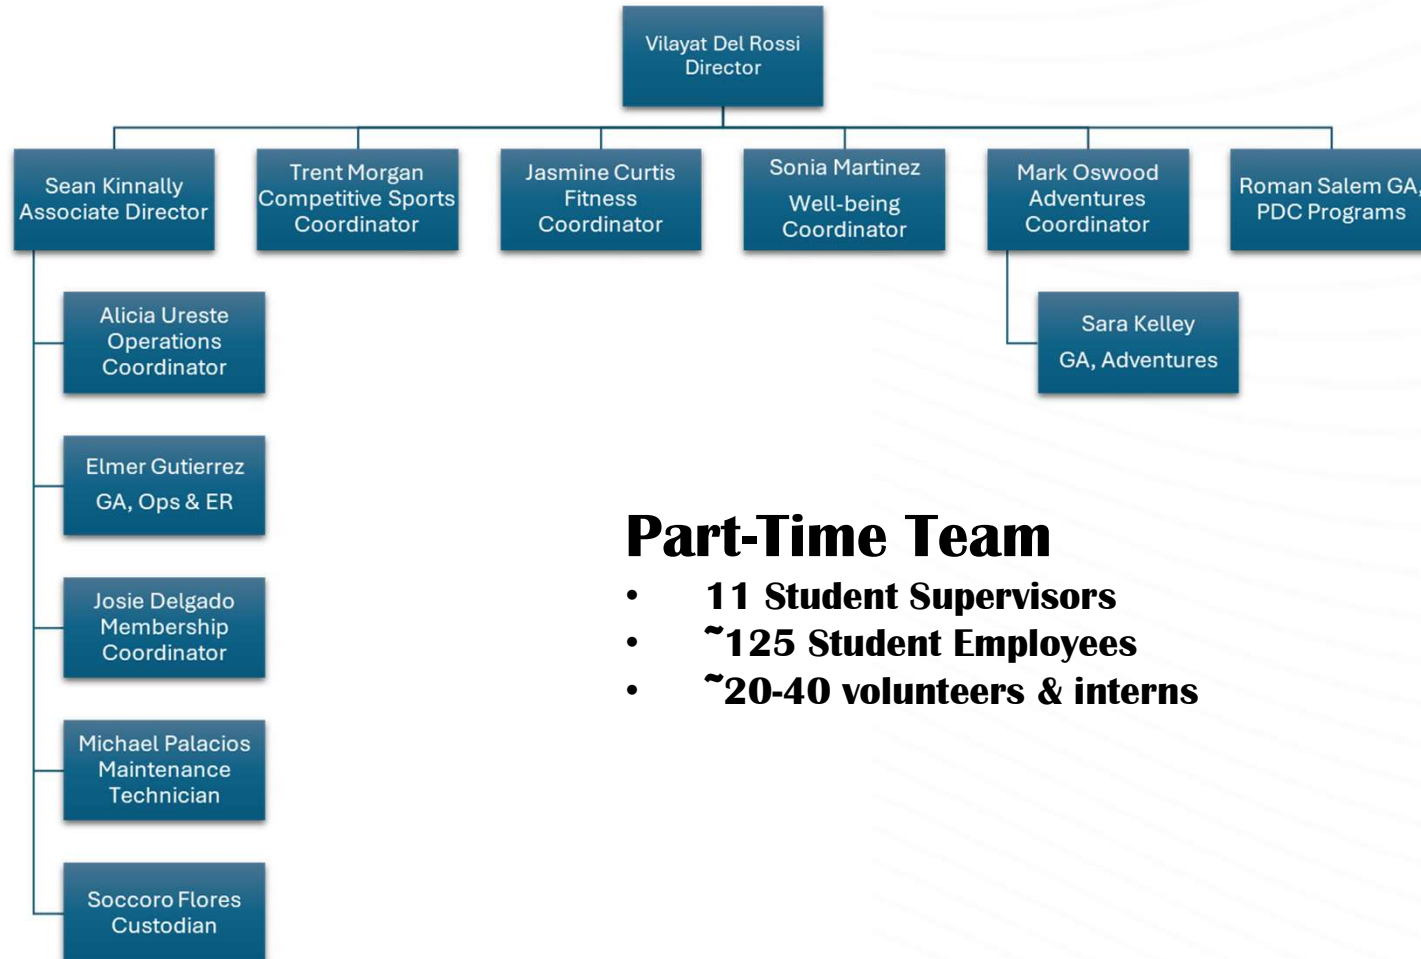 Vilayat Del Rossi
Director
Sean Kinnally
Associate Director
Trent Morgan
Competitive Sports
Coordinator
Jasmine Curtis
Fitness
Coordinator
Sonia Martinez
Well-being
Coordinator
Mark Oswood
Adventures
Coordinator
Roman Salem GA,
PDC Programs
Alicia Ureste
Operations
Coordinator
Sara Kelley
GA, Adventures
Elmer Gutierrez
GA, Ops & ER
Josie Delgado
Membership
Coordinator
Michael Palacios
Maintenance
Technician
Soccoro Flores
Custodian
Part-Time Team
• 11 Student Supervisors
• ~125 Student Employees
• ~20-40 volunteers & interns